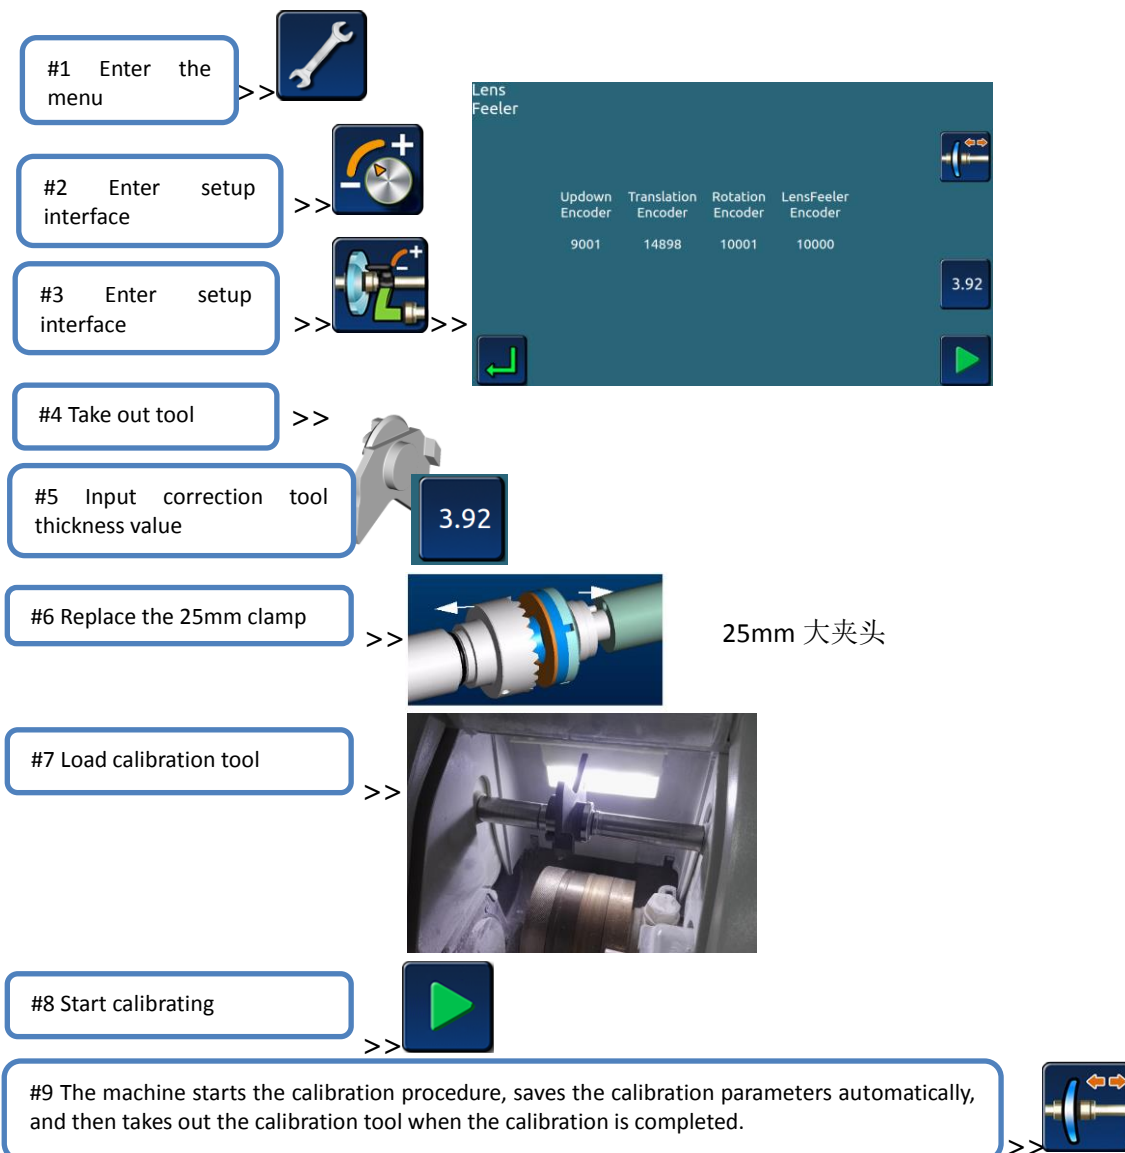 #1 Enter the
menu
>>
Lens
Feeler
#2 Enter setup
interface
>>
Updown Translation Rotation LensFeeler
Encoder Encoder Encoder Encoder
9001 14898 10001 10000
#3 Enter setup
interface
>>
>>
3.92
#4 Take out tool
>>
#5 Input correction tool
thickness value
3.92
#6 Replace the 25mm clamp
>>
25mm 大夹头
#7 Load calibration tool
>>
#8 Start calibrating
>>
#9 The machine starts the calibration procedure, saves the calibration parameters automatically,
and then takes out the calibration tool when the calibration is completed.
>>